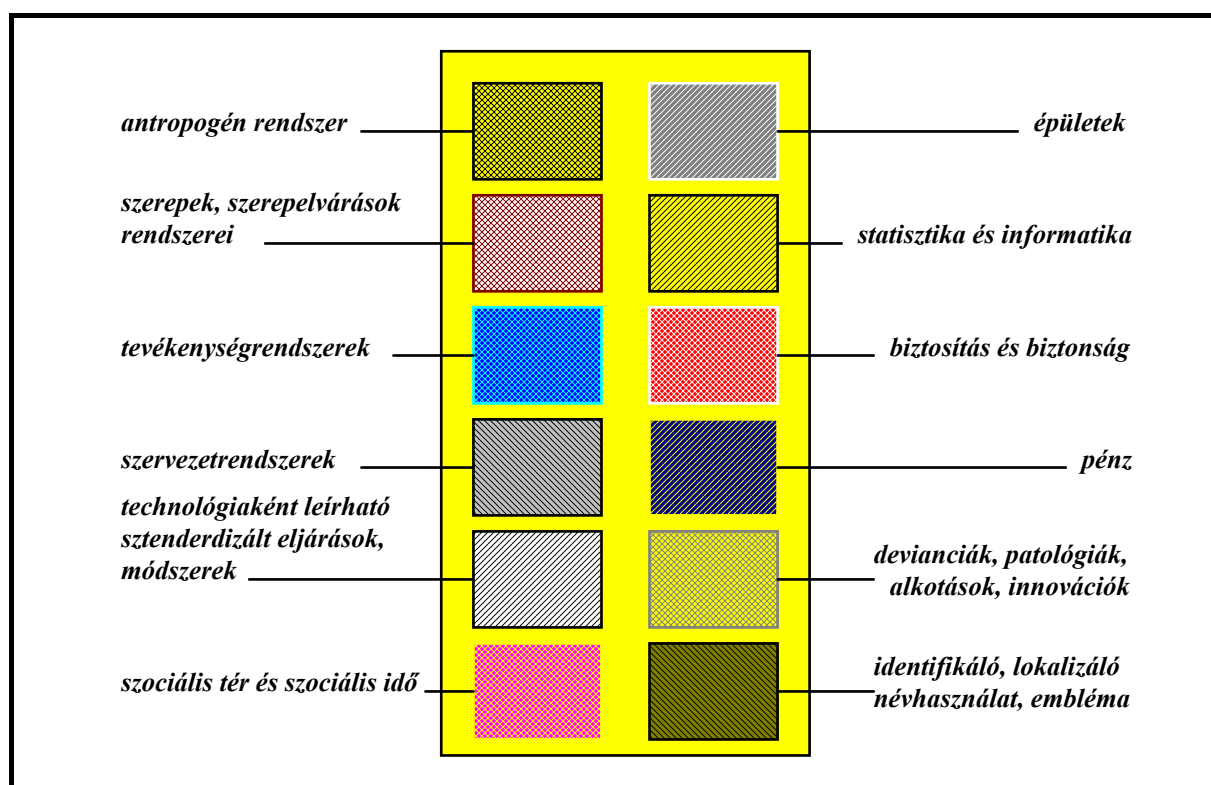 antropogén rendszer
szerepek, szerepelvárások
rendszerei
tevékenységrendszerek
szervezetrendszerek
technológiaként leírható
sztenderdizált eljárások,
módszerek
szociális tér és szociális idő
épületek
statisztika és informatika
biztosítás és biztonság
pénz
devianciák, patológiák,
alkotások, innovációk
identifikáló, lokalizáló
névhasználat, embléma